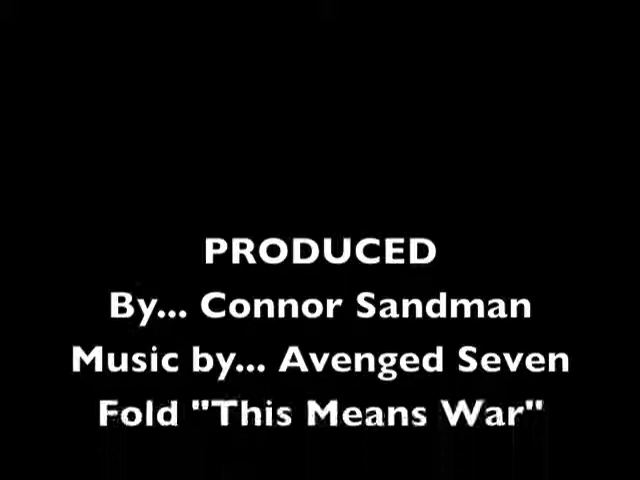 PRODUCED
By... Connor Sandman
Music by... Avenged Seven
Fold "This Means War"